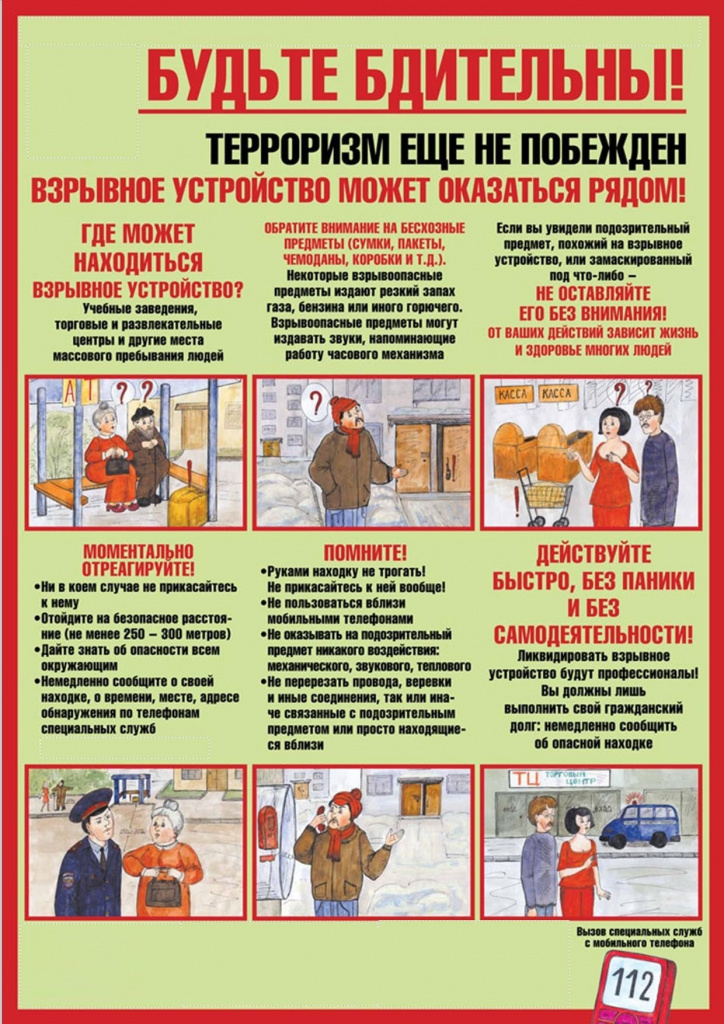 БУДЬТЕ БДИТЕЛЬНЫ!
ТЕРРОРИЗМ ЕЩЕ НЕ ПОБЕЖДЕН
ВЗРЫВНОЕ УСТРОЙСТВО МОЖЕТ ОКАЗАТЬСЯ РЯДОМ!
ГДЕ МОЖЕТ
НАХОДИТЬСЯ
ВЗРЫВНОЕ УСТРОЙСТВО?
Учебные заведения,
торговые и развлекательные
центры и другие места
массового пребывания людей
ОБРАТИТЕ ВНИМАНИЕ НА БЕСХОЗНЫЕ
ПРЕДМЕТЫ (СУМКИ, ПАКЕТЫ,
ЧЕМОДАНЫ, КОРОБКИ И Т.Д.).
Некоторые взрывоопасные
предметы издают резкий запах
газа, бензина или иного горючего.
Взрывоопасные предметы могут
издавать звуки, напоминающие
работу часового механизма
Если вы увидели подозрительный
предмет, похожий на взрывное
устройство, или замаскированный
под что-либо –
НЕ ОСТАВЛЯЙТЕ
ЕГО БЕЗ ВНИМАНИЯ!
ОТ ВАШИХ ДЕЙСТВИЙ ЗАВИСИТ ЖИЗНЬ
И ЗДОРОВЬЕ МНОГИХ ЛЮДЕЙ
А Т ? ?
?
КАССА КАССА ? ?
!
МОМЕНТАЛЬНО
ОТРЕАГИРУЙТЕ!
•Ни в коем случае не прикасайтесь
к нему
•Отойдите на безопасное расстоя-
ние (не менее 250 – 300 метров)
•Дайте знать об опасности всем
окружающим
•Немедленно сообщите о своей
находке, о времени, месте, адресе
обнаружения по телефонам
специальных служб
ПОМНИТЕ!
•Руками находку не трогать!
Не прикасайтесь к ней вообще!
•Не пользоваться вблизи
мобильными телефонами
•Не оказывать на подозрительный
предмет никакого воздействия:
механического, звукового, теплового
•Не перерезать провода, веревки
и иные соединения, так или ина-
че связанные с подозрительным
предметом или просто находящие-
ся вблизи
ДЕЙСТВУЙТЕ
БЫСТРО, БЕЗ ПАНИКИ
И БЕЗ
САМОДЕЯТЕЛЬНОСТИ!
Ликвидировать взрывное
устройство будут профессионалы!
Вы должны лишь
выполнить свой гражданский
долг: немедленно сообщить
об опасной находке
ТЦ ТОРГОВЫЙ
ЦЕНТР
ВХОД
Вызов специальных служб
с мобильного телефона
112